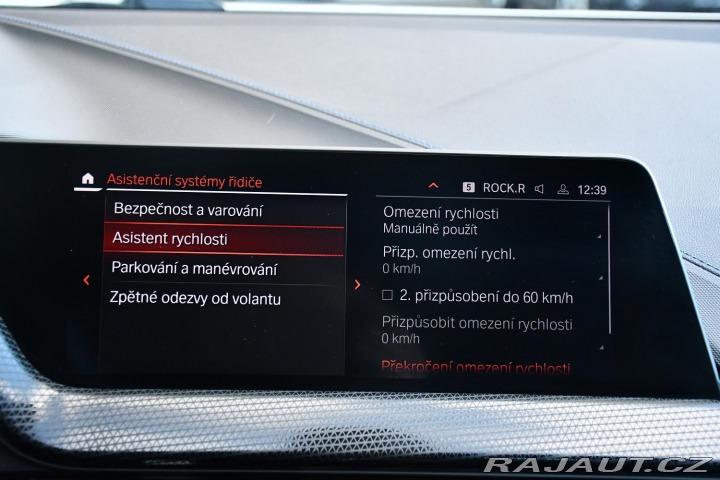 Asistenční systémy řidiče
5 ROCK.R 12:39
Bezpečnost a varování
Asistent rychlosti
Parkování a manévrování
Zpětné odezvy od volantu
Omezení rychlosti
Manuálně použít
Přizp. omezení rychl.
0 km/h
2. přizpůsobení do 60 km/h
Přizpůsobit omezení rychlosti
0 km/h
Překročení omezení rychlosti
RAJAUT.CZ